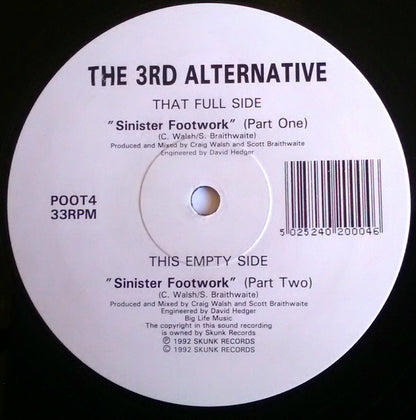 THE 3RD ALTERNATIVE
THAT FULL SIDE
"Sinister Footwork" (Part One)
(C. Walsh/S. Braithwaite)
Produced and Mixed by Craig Walsh and Scott Braithwaite
Engineered by David Hedger
POOT4
33RPM
5 025240 200046
THIS EMPTY SIDE
"Sinister Footwork" (Part Two)
(C. Walsh/S. Braithwaite)
Produced and Mixed by Craig Walsh and Scott Braithwaite
Engineered by David Hedger
Big Life Music
The copyright in this sound recording
is owned by Skunk Records
℗ 1992 SKUNK RECORDS
© 1992 SKUNK RECORDS